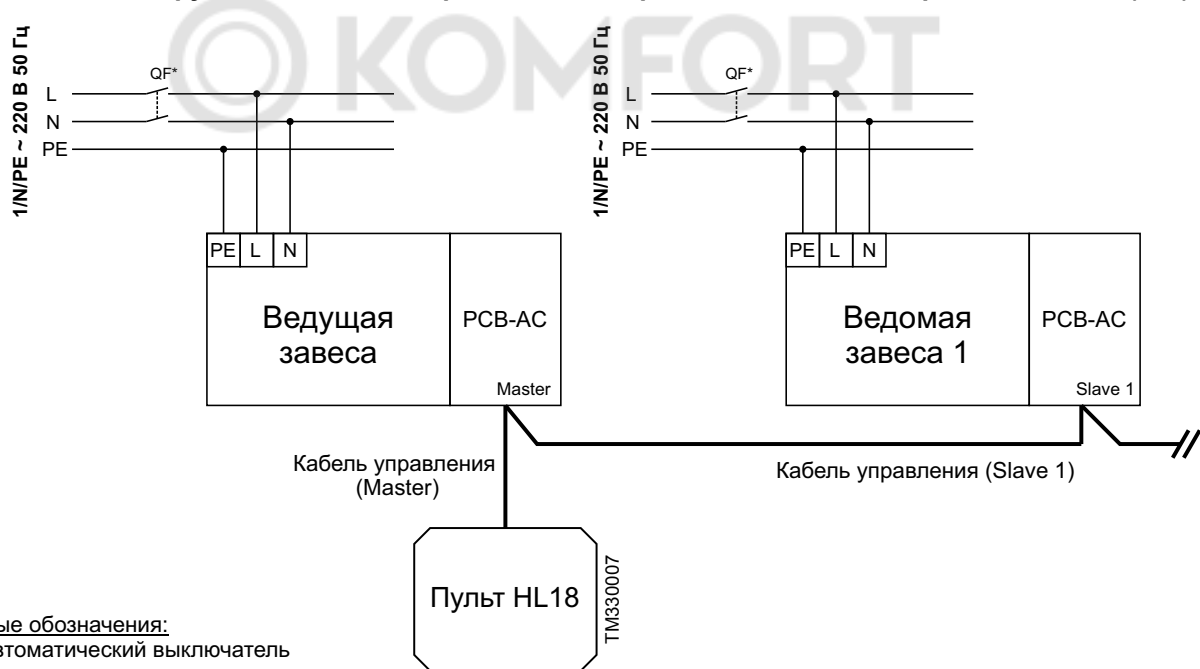 KOMFORT
1/N/PE ~ 220 В 50 Гц
QF*
L
N
PE
PE L N
Ведущая
завеса
PCB-AC
Master
1/N/PE ~ 220 В 50 Гц
QF*
L
N
PE
PE L N
Ведомая
завеса 1
PCB-AC
Slave 1
Кабель управления
(Master)
Кабель управления (Slave 1)
Пульт HL18
TM330007
ые обозначения:
втоматический выключатель